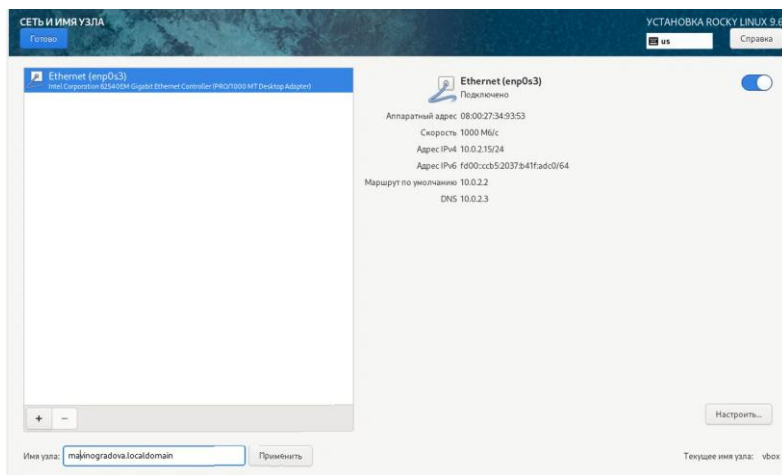 СЕТЬ И ИМЯ УЗЛА
УСТАНОВКА ROCKY LINUX 9.6
Готово
us
Справка
Ethernet (enp0s3)
Intel Corporation 82540EM Gigabit Ethernet Controller (PRO/1000 MT Desktop Adapter)
Ethernet (enp0s3)
Подключено
Аппаратный адрес 08:00:27:34:93:53
Скорость 1000 Мб/с
Адрес IPv4 10.0.2.15/24
Адрес IPv6 fd00::ccb5:2037:b41f:adc0/64
Маршрут по умолчанию 10.0.2.2
DNS 10.0.2.3
Настроить...
Имя узла: mavinogradova.localdomain Применить
Текущее имя узла: vbox